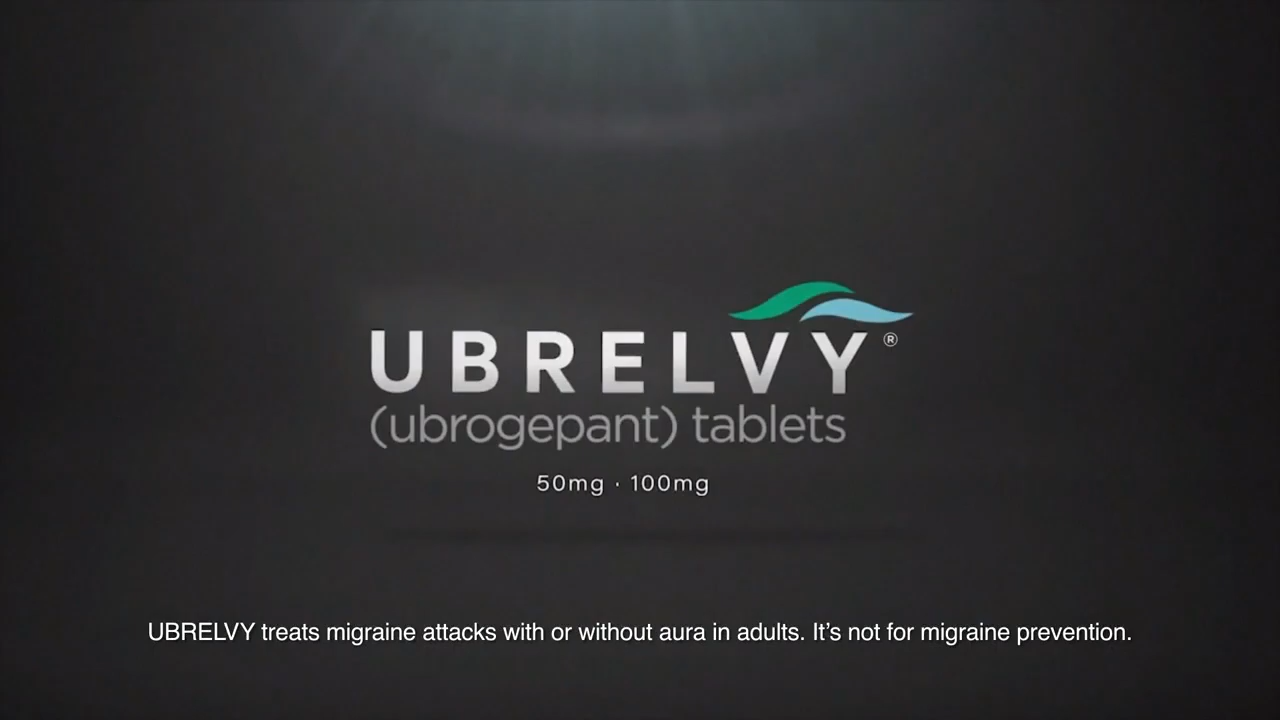 UBRELVY®
(ubrogepant) tablets
50mg · 100mg
UBRELVY treats migraine attacks with or without aura in adults. It’s not for migraine prevention.